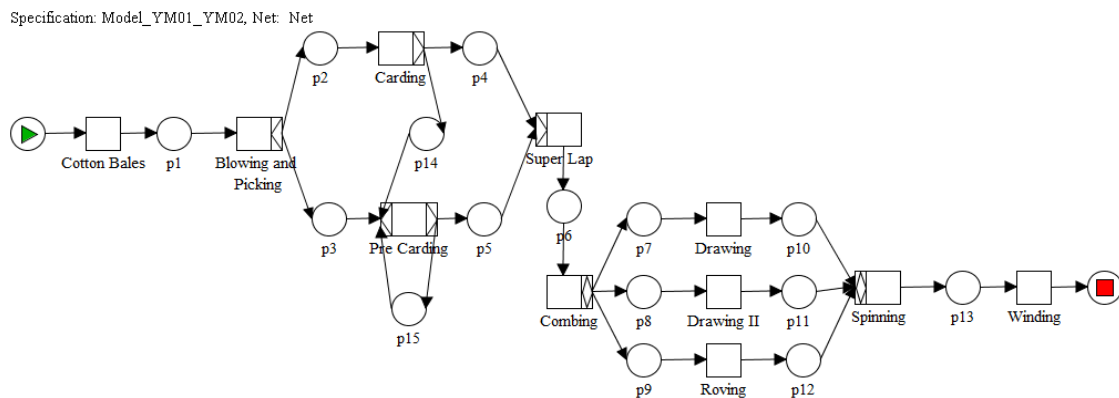 Specification: Model_YM01_YM02, Net: Net
p2
Carding
p4
Cotton Bales
p1
Blowing and
Picking
p14
Super Lap
p3
Pre Carding
p5
p6
p7
Drawing
p10
p15
Combing
p8
Drawing II
p11
Spinning
p13
Winding
p9
Roving
p12